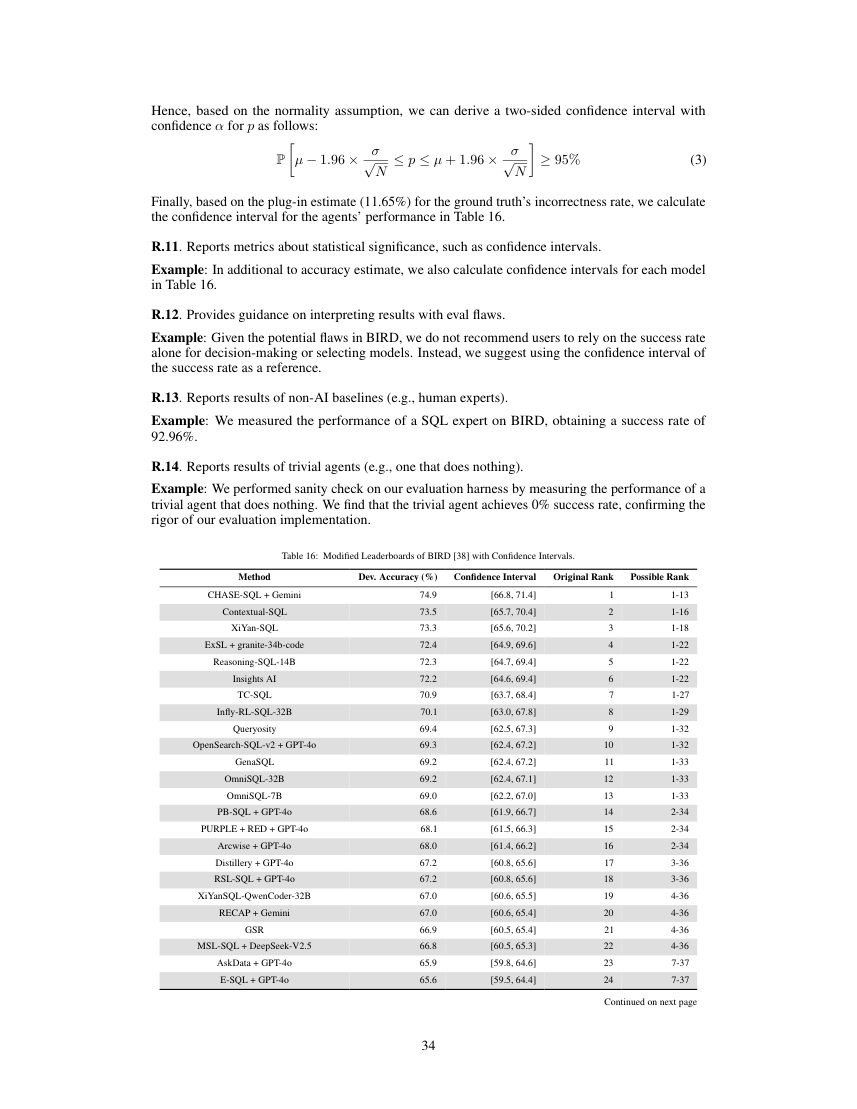 Hence, based on the normality assumption, we can derive a two-sided confidence interval with
confidence α for p as follows:
ℙ [ μ − 1.96 × σ/√N ≤ p ≤ μ + 1.96 × σ/√N ] ≥ 95% (3)
Finally, based on the plug-in estimate (11.65%) for the ground truth's incorrectness rate, we calculate
the confidence interval for the agents' performance in Table 16.
R.11. Reports metrics about statistical significance, such as confidence intervals.
Example: In additional to accuracy estimate, we also calculate confidence intervals for each model
in Table 16.
R.12. Provides guidance on interpreting results with eval flaws.
Example: Given the potential flaws in BIRD, we do not recommend users to rely on the success rate
alone for decision-making or selecting models. Instead, we suggest using the confidence interval of
the success rate as a reference.
R.13. Reports results of non-AI baselines (e.g., human experts).
Example: We measured the performance of a SQL expert on BIRD, obtaining a success rate of
92.96%.
R.14. Reports results of trivial agents (e.g., one that does nothing).
Example: We performed sanity check on our evaluation harness by measuring the performance of a
trivial agent that does nothing. We find that the trivial agent achieves 0% success rate, confirming the
rigor of our evaluation implementation.
Table 16: Modified Leaderboards of BIRD [38] with Confidence Intervals.
Method Dev. Accuracy (%) Confidence Interval Original Rank Possible Rank
CHASE-SQL + Gemini 74.9 [66.8, 71.4] 1 1-13
Contextual-SQL 73.5 [65.7, 70.4] 2 1-16
XiYan-SQL 73.3 [65.6, 70.2] 3 1-18
ExSL + granite-34b-code 72.4 [64.9, 69.6] 4 1-22
Reasoning-SQL-14B 72.3 [64.7, 69.4] 5 1-22
Insights AI 72.2 [64.6, 69.4] 6 1-22
TC-SQL 70.9 [63.7, 68.4] 7 1-27
Infly-RL-SQL-32B 70.1 [63.0, 67.8] 8 1-29
Queryosity 69.4 [62.5, 67.3] 9 1-32
OpenSearch-SQL-v2 + GPT-4o 69.3 [62.4, 67.2] 10 1-32
GenaSQL 69.2 [62.4, 67.2] 11 1-33
OmniSQL-32B 69.2 [62.4, 67.1] 12 1-33
OmniSQL-7B 69.0 [62.2, 67.0] 13 1-33
PB-SQL + GPT-4o 68.6 [61.9, 66.7] 14 2-34
PURPLE + RED + GPT-4o 68.1 [61.5, 66.3] 15 2-34
Arcwise + GPT-4o 68.0 [61.4, 66.2] 16 2-34
Distillery + GPT-4o 67.2 [60.8, 65.6] 17 3-36
RSL-SQL + GPT-4o 67.2 [60.8, 65.6] 18 3-36
XiYanSQL-QwenCoder-32B 67.0 [60.6, 65.5] 19 4-36
RECAP + Gemini 67.0 [60.6, 65.4] 20 4-36
GSR 66.9 [60.5, 65.4] 21 4-36
MSL-SQL + DeepSeek-V2.5 66.8 [60.5, 65.3] 22 4-36
AskData + GPT-4o 65.9 [59.8, 64.6] 23 7-37
E-SQL + GPT-4o 65.6 [59.5, 64.4] 24 7-37
Continued on next page
34